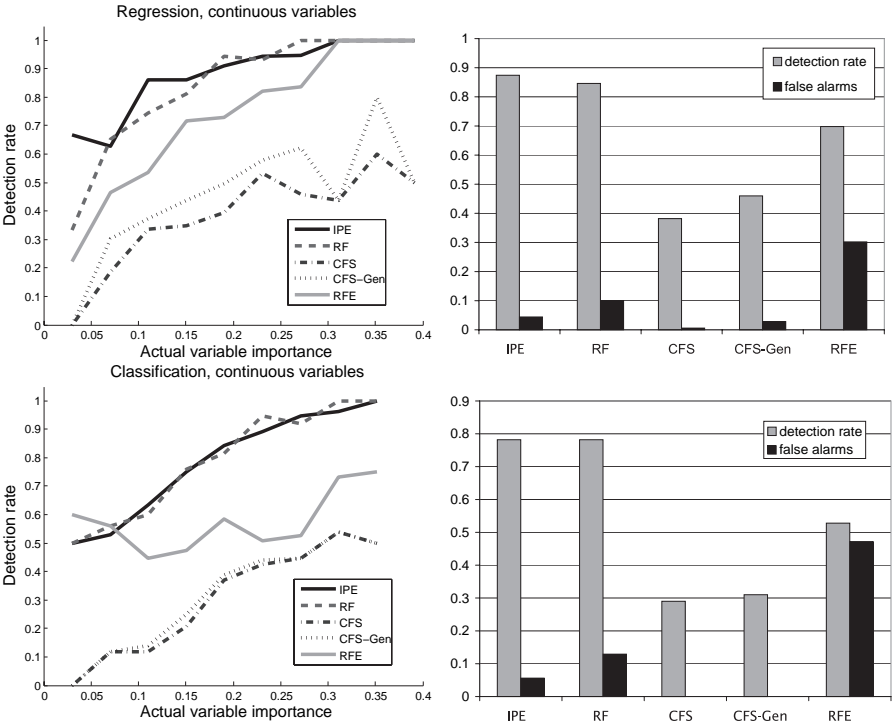 Regression, continuous variables
Detection rate
1
0.9
0.8
0.7
0.6
0.5
0.4
0.3
0.2
0.1
0
IPE
RF
CFS
CFS-Gen
RFE
0
0.05
0.1
0.15
0.2
0.25
0.3
0.35
0.4
Actual variable importance
1
0.9
0.8
0.7
0.6
0.5
0.4
0.3
0.2
0.1
0
detection rate
false alarms
IPE
RF
CFS
CFS-Gen
RFE
Classification, continuous variables
Detection rate
1
0.9
0.8
0.7
0.6
0.5
0.4
0.3
0.2
0.1
0
IPE
RF
CFS
CFS-Gen
RFE
0
0.05
0.1
0.15
0.2
0.25
0.3
0.35
0.4
Actual variable importance
0.9
0.8
0.7
0.6
0.5
0.4
0.3
0.2
0.1
0
detection rate
false alarms
IPE
RF
CFS
CFS-Gen
RFE